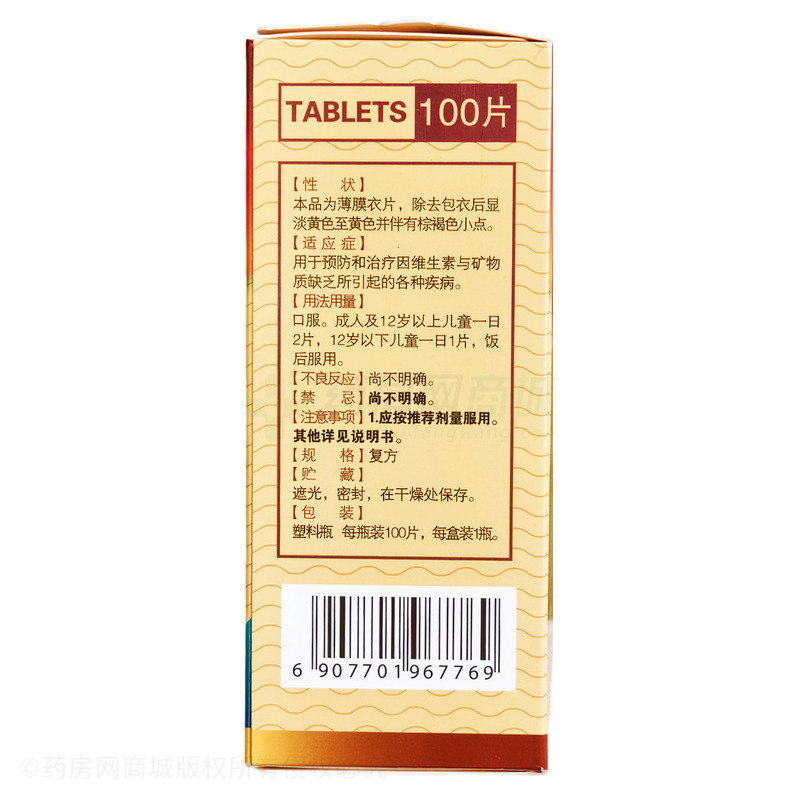 TABLETS 100片
【性 状】
本品为薄膜衣片，除去包衣后显
淡黄色至黄色并伴有棕褐色小点。
【适应症】
用于预防和治疗因维生素与矿物
质缺乏所引起的各种疾病。
【用法用量】
口服。成人及12岁以上儿童一日
2片，12岁以下儿童一日1片，饭
后服用。
【不良反应】尚不明确。
【禁 忌】尚不明确。
【注意事项】1.应按推荐剂量服用。
其他详见说明书。
【规 格】复方
【贮 藏】
遮光，密封，在干燥处保存。
【包 装】
塑料瓶 每瓶装100片，每盒装1瓶。
6 907701 967769
©药房网商城版权所有侵权必究